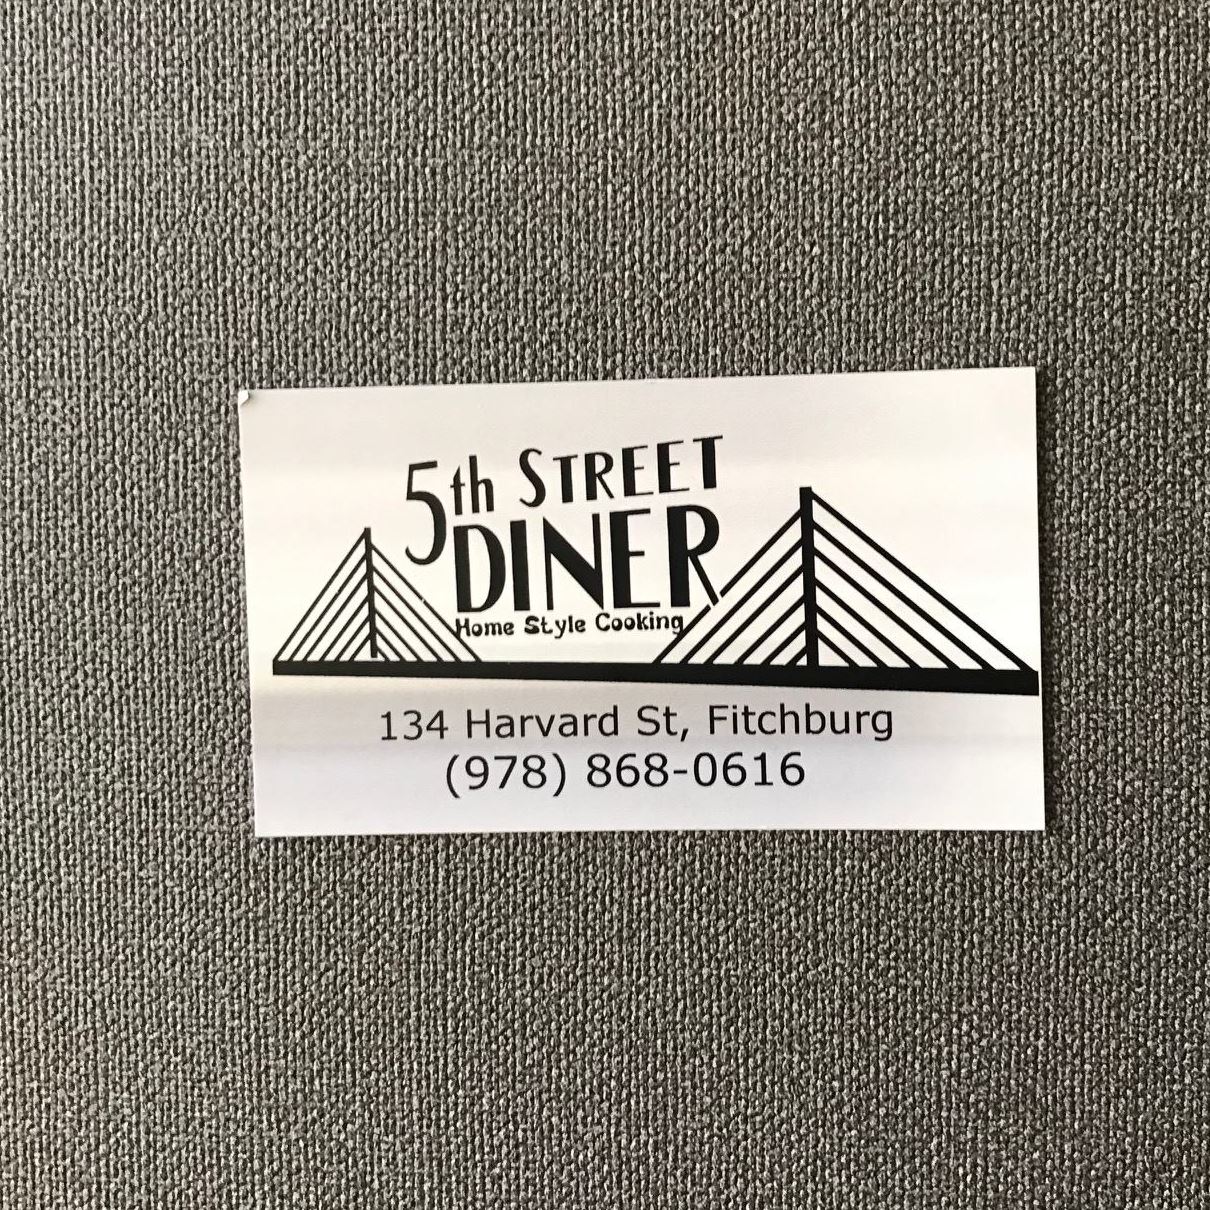 5th STREET
DINER
Home Style Cooking
134 Harvard St, Fitchburg
(978) 868-0616